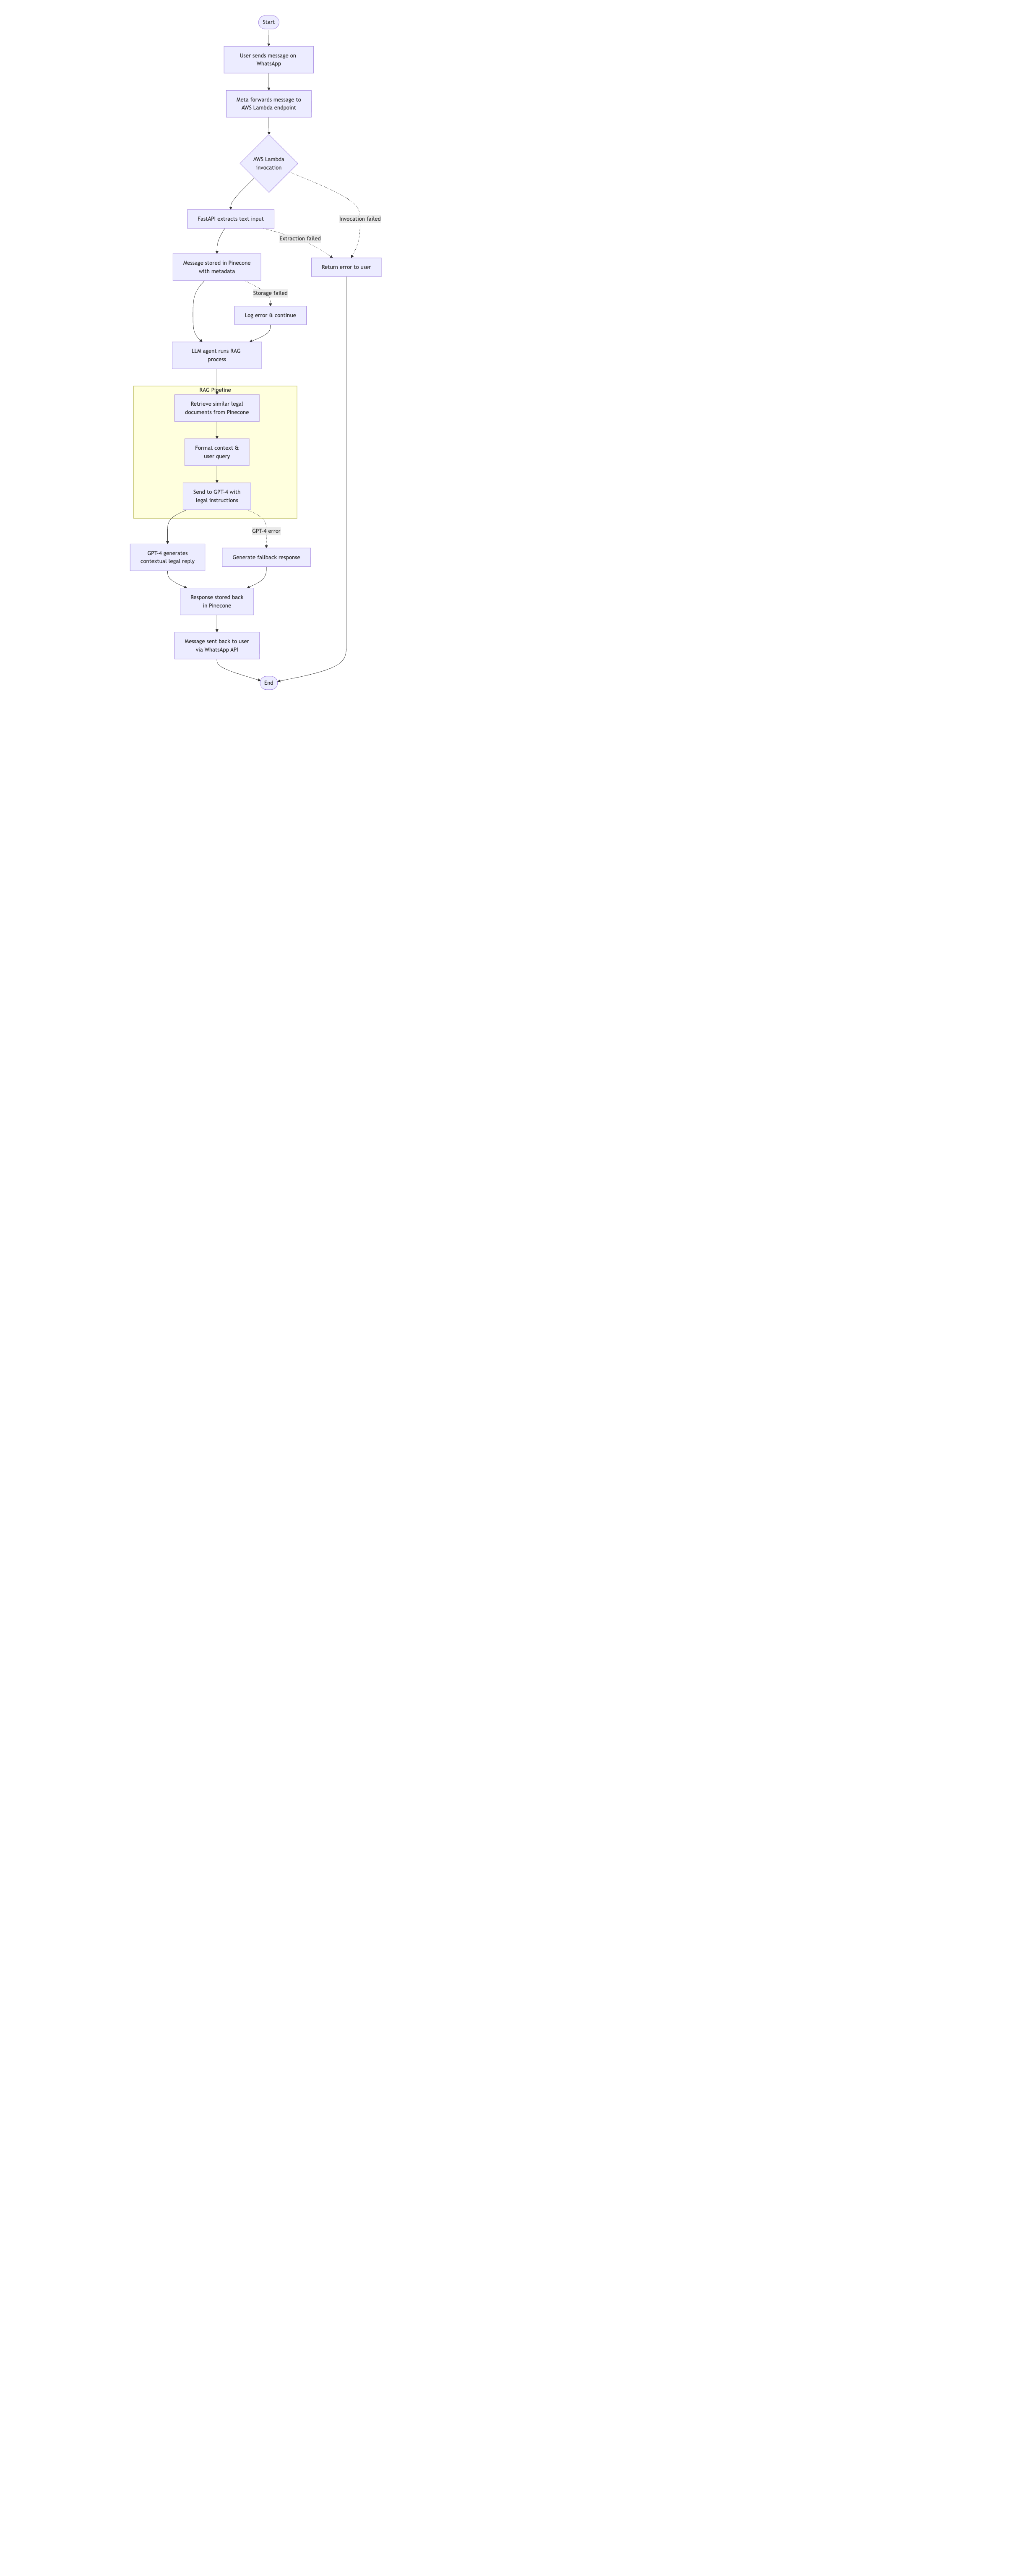 Start
User sends message on
WhatsApp
Meta forwards message to
AWS Lambda endpoint
AWS Lambda
Invocation
FastAPI extracts text input
Invocation failed
Extraction failed
Message stored in Pinecone
with metadata
Return error to user
Storage failed
Log error & continue
LLM agent runs RAG
process
RAG Pipeline
Retrieve similar legal
documents from Pinecone
Format context &
user query
Send to GPT-4 with
legal instructions
GPT-4 error
GPT-4 generates
contextual legal reply
Generate fallback response
Response stored back
in Pinecone
Message sent back to user
via WhatsApp API
End